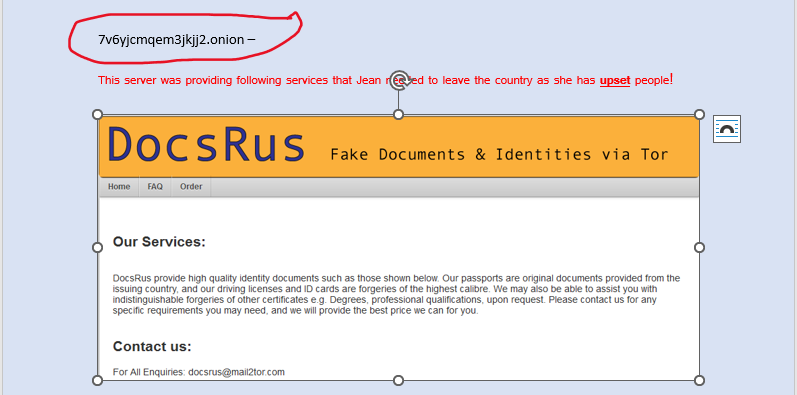 7v6yjcmqem3jkjj2.onion –
This server was providing following services that Jean needed to leave the country as she has upset people!
DocsRus Fake Documents & Identities via Tor
Home FAQ Order
Our Services:
DocsRus provide high quality identity documents such as those shown below. Our passports are original documents provided from the
issuing country, and our driving licenses and ID cards are forgeries of the highest calibre. We may also be able to assist you with
indistinguishable forgeries of other certificates e.g. Degrees, professional qualifications, upon request. Please contact us for any
specific requirements you may need, and we will provide the best price we can for you.
Contact us:
For All Enquiries: docsrus@mail2tor.com